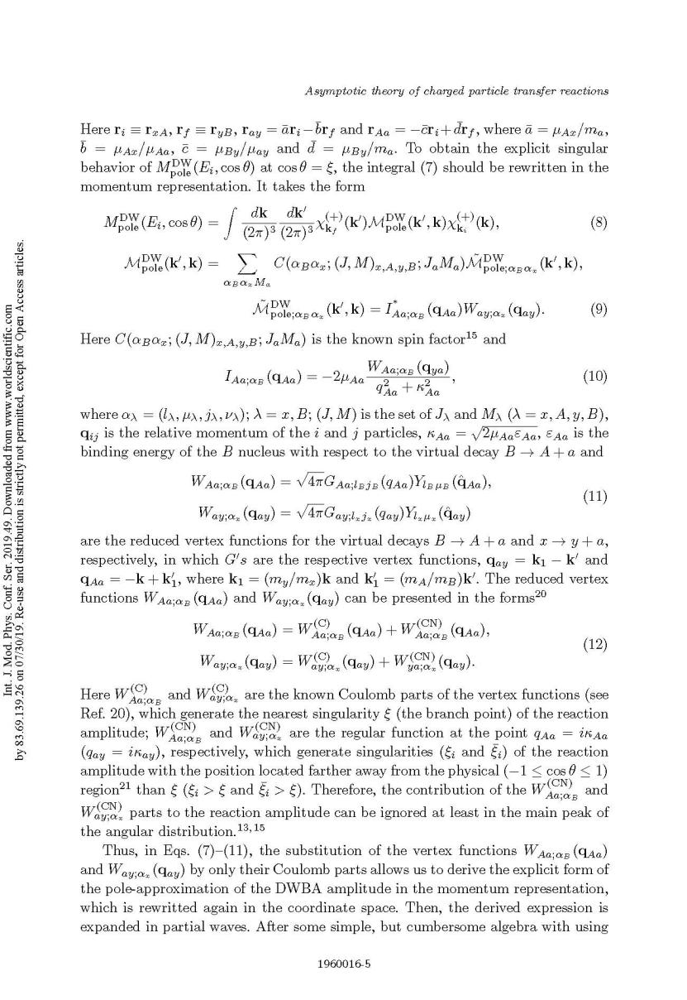 Asymptotic theory of charged particle transfer reactions
Here r_i ≡ r_{xA}, r_f ≡ r_{yB}, r_{ay} = ār_i−b̄r_f and r_{Aa} = −c̄r_i+d̄r_f, where ā = μ_{Ax}/m_a,
b̄ = μ_{Ax}/μ_{Aa}, c̄ = μ_{By}/μ_{ay} and d̄ = μ_{By}/m_a. To obtain the explicit singular
behavior of M^{DW}_{pole}(E_i, cos θ) at cos θ = ξ, the integral (7) should be rewritten in the
momentum representation. It takes the form
M^{DW}_{pole}(E_i, cos θ) = ∫ dk/(2π)^3 dk′/(2π)^3 χ^{(+)}_{k_f}(k′)ℳ^{DW}_{pole}(k′, k)χ^{(+)}_{k_i}(k), (8)
ℳ^{DW}_{pole}(k′, k) = ∑_{α_B α_x M_a} C(α_Bα_x; (J, M)_{x,A,y,B}; J_aM_a)ℳ̃^{DW}_{pole;α_Bα_x}(k′, k),
ℳ̃^{DW}_{pole;α_Bα_x}(k′, k) = I^*_{Aa;α_B}(q_{Aa})W_{ay;α_x}(q_{ay}). (9)
Here C(α_Bα_x; (J, M)_{x,A,y,B}; J_aM_a) is the known spin factor^{15} and
I_{Aa;α_B}(q_{Aa}) = −2μ_{Aa} W_{Aa;α_B}(q_{ya})/(q^2_{Aa} + κ^2_{Aa}), (10)
where α_λ = (l_λ, μ_λ, j_λ, ν_λ); λ = x, B; (J, M) is the set of J_λ and M_λ (λ = x, A, y, B),
q_{ij} is the relative momentum of the i and j particles, κ_{Aa} = √(2μ_{Aa}ε_{Aa}), ε_{Aa} is the
binding energy of the B nucleus with respect to the virtual decay B → A + a and
W_{Aa;α_B}(q_{Aa}) = √(4π)G_{Aa;l_Bj_B}(q_{Aa})Y_{l_Bμ_B}(q̂_{Aa}),
W_{ay;α_x}(q_{ay}) = √(4π)G_{ay;l_xj_x}(q_{ay})Y_{l_xμ_x}(q̂_{ay}) (11)
are the reduced vertex functions for the virtual decays B → A + a and x → y + a,
respectively, in which G′s are the respective vertex functions, q_{ay} = k_1 − k′ and
q_{Aa} = −k + k′_1, where k_1 = (m_y/m_x)k and k′_1 = (m_A/m_B)k′. The reduced vertex
functions W_{Aa;α_B}(q_{Aa}) and W_{ay;α_x}(q_{ay}) can be presented in the forms^{20}
W_{Aa;α_B}(q_{Aa}) = W^{(C)}_{Aa;α_B}(q_{Aa}) + W^{(CN)}_{Aa;α_B}(q_{Aa}),
W_{ay;α_x}(q_{ay}) = W^{(C)}_{ay;α_x}(q_{ay}) + W^{(CN)}_{ya;α_x}(q_{ay}). (12)
Here W^{(C)}_{Aa;α_B} and W^{(C)}_{ay;α_x} are the known Coulomb parts of the vertex functions (see
Ref. 20), which generate the nearest singularity ξ (the branch point) of the reaction
amplitude; W^{(CN)}_{Aa;α_B} and W^{(CN)}_{ay;α_x} are the regular function at the point q_{Aa} = iκ_{Aa}
(q_{ay} = iκ_{ay}), respectively, which generate singularities (ξ_i and ξ̄_i) of the reaction
amplitude with the position located farther away from the physical (−1 ≤ cos θ ≤ 1)
region^{21} than ξ (ξ_i > ξ and ξ̄_i > ξ). Therefore, the contribution of the W^{(CN)}_{Aa;α_B} and
W^{(CN)}_{ay;α_x} parts to the reaction amplitude can be ignored at least in the main peak of
the angular distribution.^{13,15}
Thus, in Eqs. (7)–(11), the substitution of the vertex functions W_{Aa;α_B}(q_{Aa})
and W_{ay;α_x}(q_{ay}) by only their Coulomb parts allows us to derive the explicit form of
the pole-approximation of the DWBA amplitude in the momentum representation,
which is rewritted again in the coordinate space. Then, the derived expression is
expanded in partial waves. After some simple, but cumbersome algebra with using
1960016-5
Int. J. Mod. Phys. Conf. Ser. 2019.49. Downloaded from www.worldscientific.com
by 83.69.139.26 on 07/30/19. Re-use and distribution is strictly not permitted, except for Open Access articles.